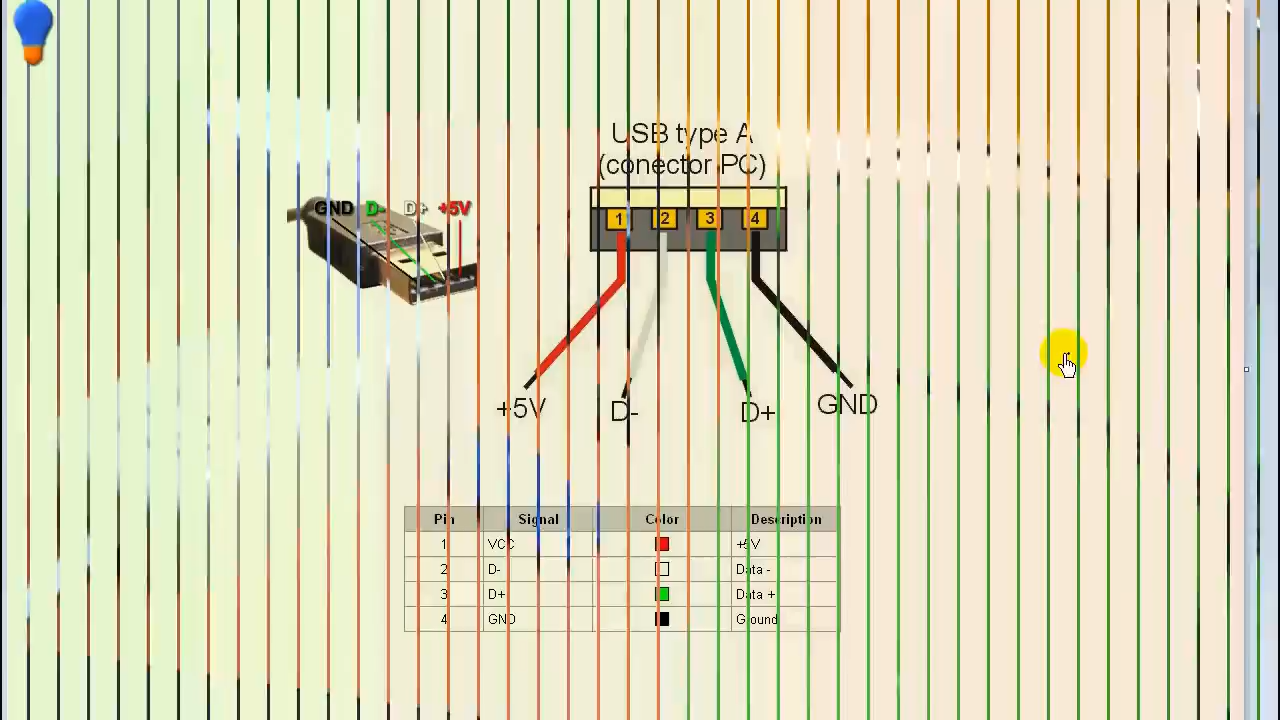 USB type A
(conector PC)
GND D- D+ +5V
1 2 3 4
+5V D- D+ GND
Pin Signal Color Description
1 VCC +5V
2 D- Data -
3 D+ Data +
4 GND Ground